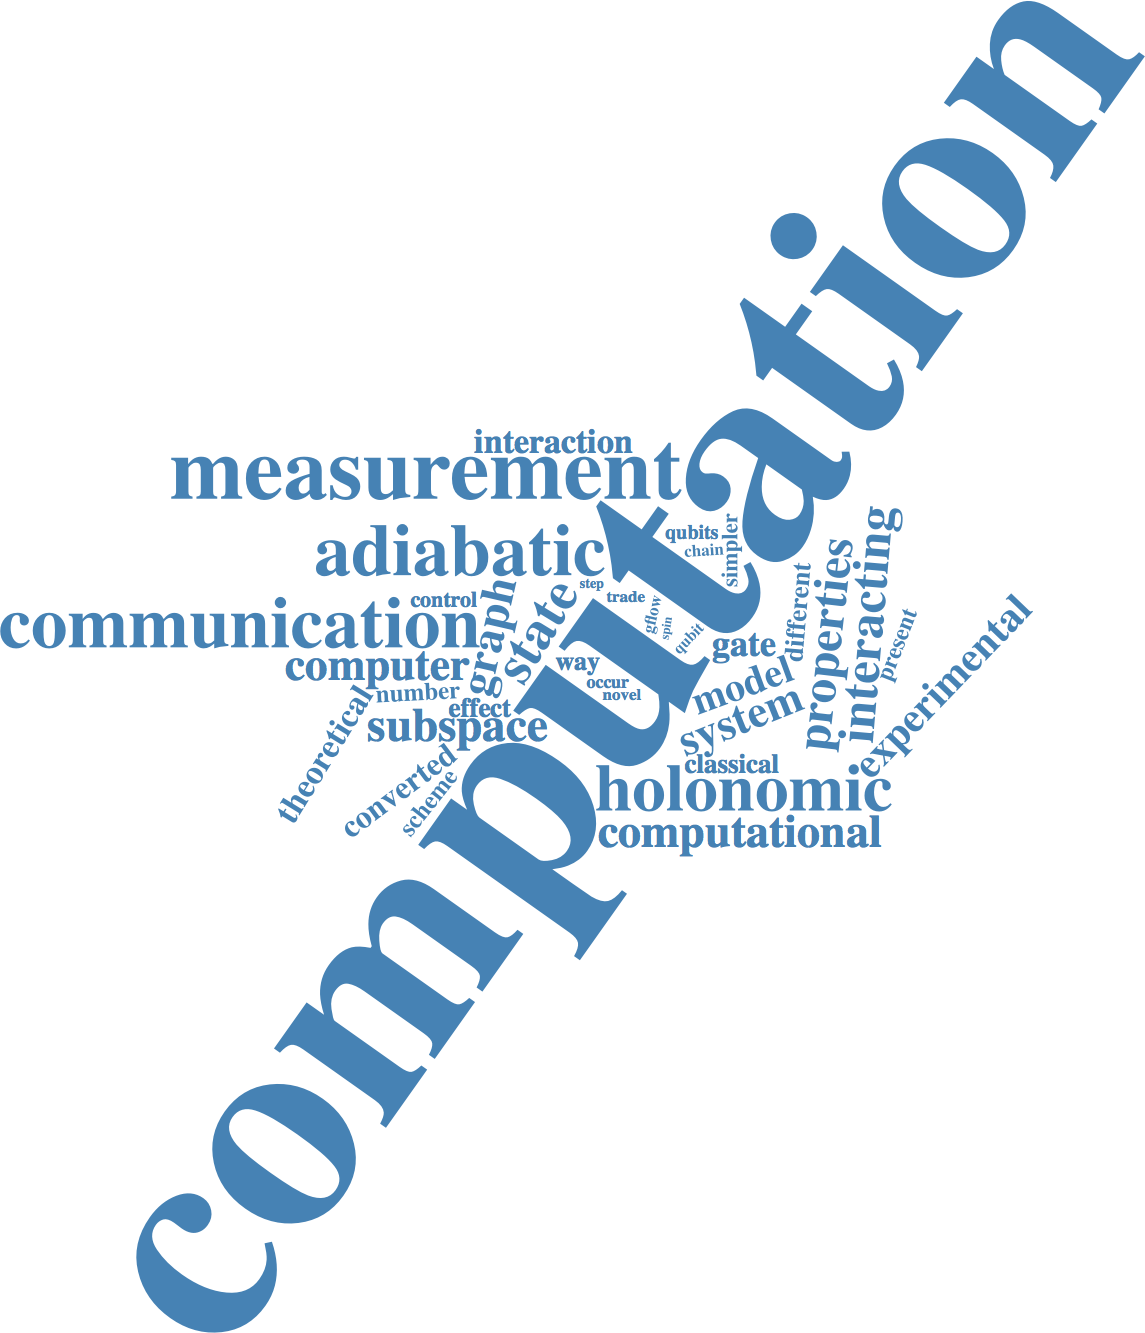 computation
interaction
measurement
adiabatic
qubits
chain
simpler
step
trade
control
communication
graph
state
gflow
spin
qubit
gate
different
properties
interacting
present
experimental
computer
way
occur
novel
number
effect
subspace
model
system
theoretical
converted
scheme
classical
holonomic
computational